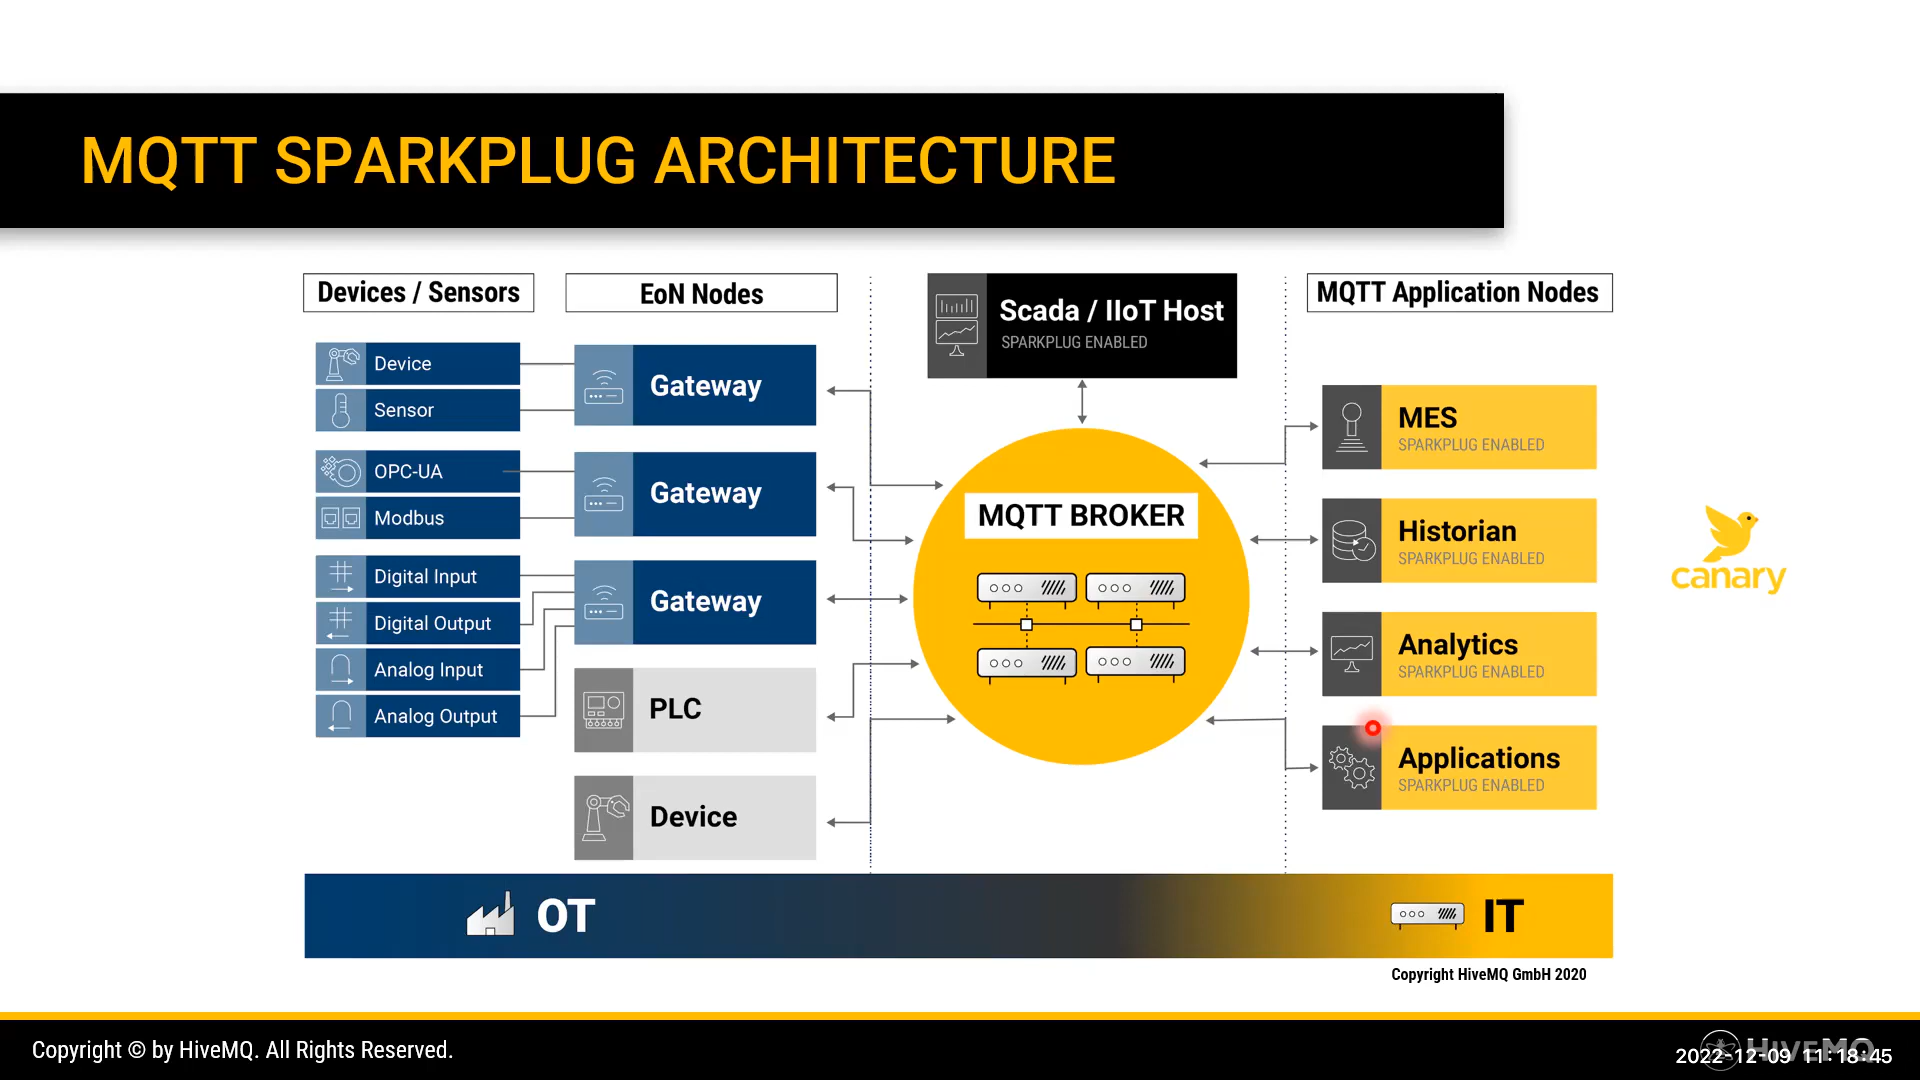 MQTT SPARKPLUG ARCHITECTURE
Devices / Sensors
EoN Nodes
Scada / IIoT Host
SPARKPLUG ENABLED
MQTT Application Nodes
Device
Sensor
OPC-UA
Modbus
Digital Input
Digital Output
Analog Input
Analog Output
Gateway
Gateway
Gateway
PLC
Device
MQTT BROKER
MES
SPARKPLUG ENABLED
Historian
SPARKPLUG ENABLED
Analytics
SPARKPLUG ENABLED
Applications
SPARKPLUG ENABLED
canary
OT
IT
Copyright HiveMQ GmbH 2020
Copyright © by HiveMQ. All Rights Reserved.
HIVEMQ
2022-12-09 11:18:45